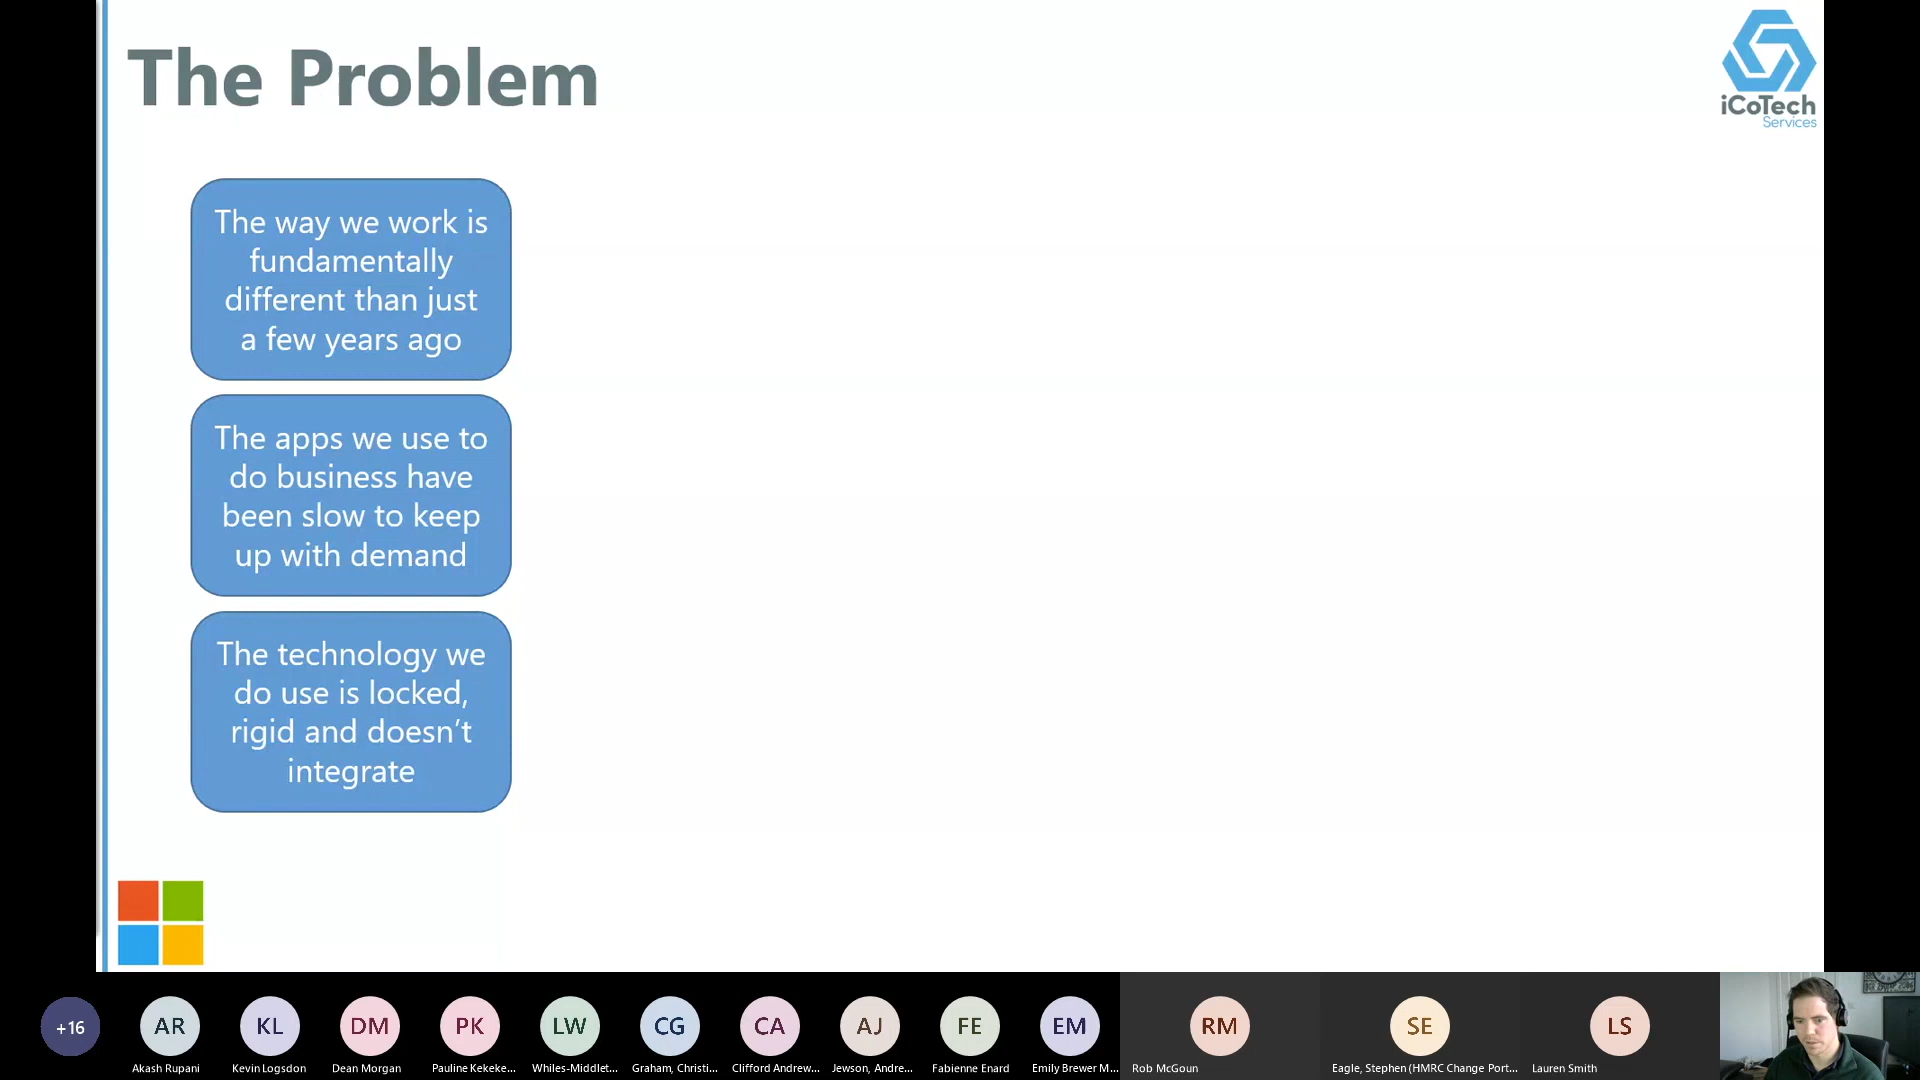 The Problem
iCoTech
Services
The way we work is
fundamentally
different than just
a few years ago
The apps we use to
do business have
been slow to keep
up with demand
The technology we
do use is locked,
rigid and doesn’t
integrate
+16
AR
KL
DM
PK
LW
CG
CA
AJ
FE
EM
RM
SE
LS
Akash Rupani
Kevin Logsdon
Dean Morgan
Pauline Kekeke...
Whiles-Middlet...
Graham, Christi...
Clifford Andrew...
Jewson, Andre...
Fabienne Enard
Emily Brewer M...
Rob McGoun
Eagle, Stephen (HMRC Change Port...
Lauren Smith